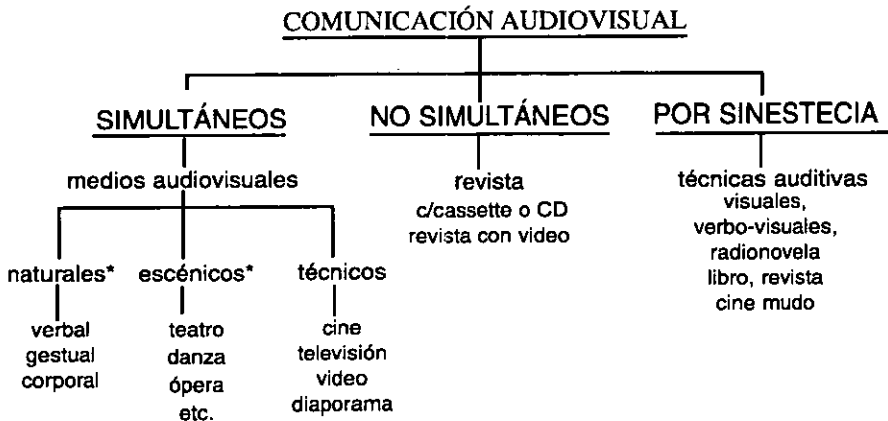 COMUNICACIÓN AUDIOVISUAL
SIMULTÁNEOS
NO SIMULTÁNEOS
POR SINESTECIA
medios audiovisuales
revista
c/cassette o CD
revista con video
técnicas auditivas
visuales,
verbo-visuales,
radionovela
libro, revista
cine mudo
naturales*
escénicos*
técnicos
verbal
gestual
corporal
teatro
danza
ópera
etc.
cine
televisión
video
diaporama